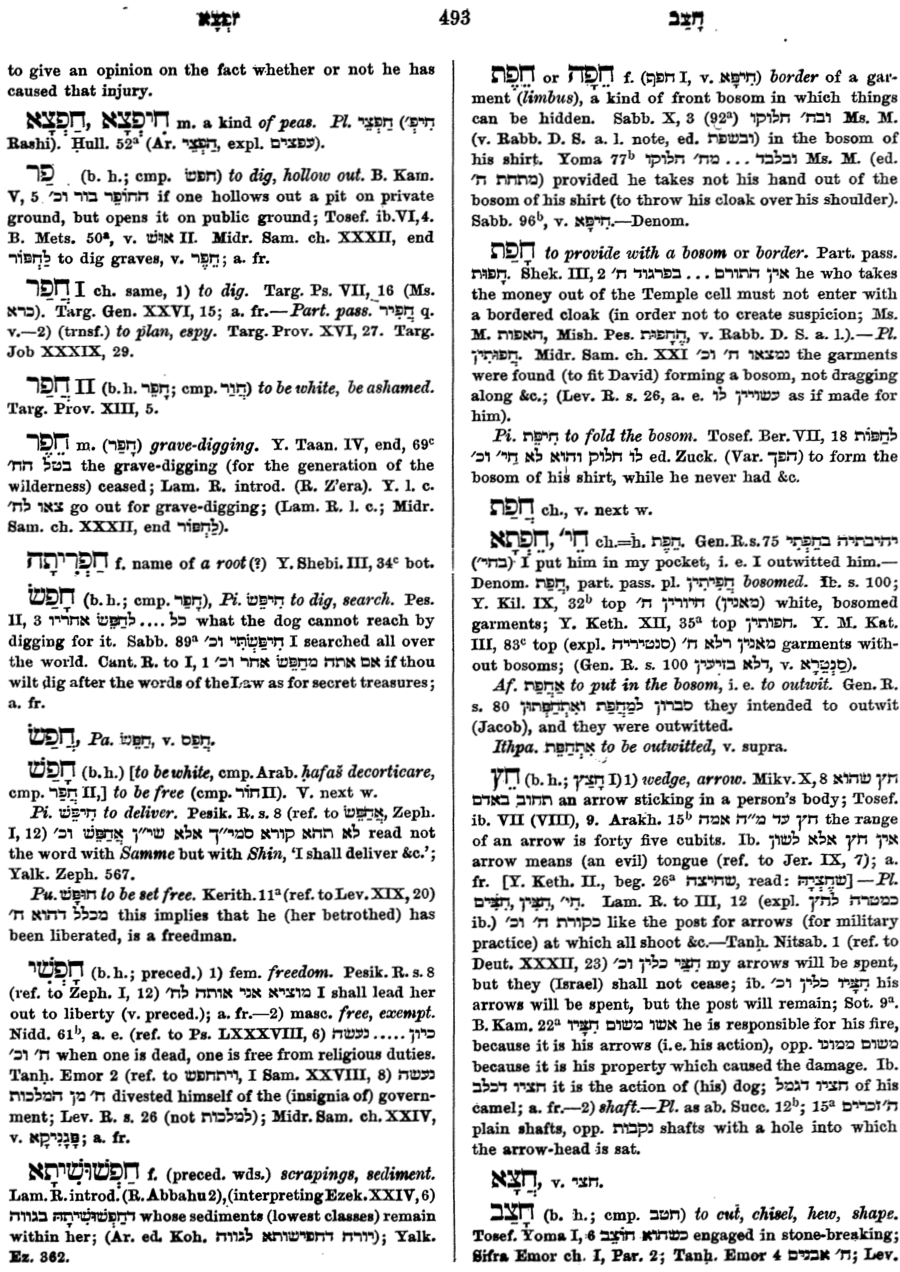 חֶפְצָא 493 חָצַב
to give an opinion on the fact whether or not he has
caused that injury.
חִיפְצָא, חַפְצָא m. a kind of peas. Pl. חַפְצֵי (חִיפְ׳
Rashi). Ḥull. 52ᵃ (Ar. חֲפָצֵי, expl. עפצים).
(b. h.; cmp. חפש) to dig, hollow out. B. Kam.
V, 5 החופר בור וכ׳ if one hollows out a pit on private
ground, but opens it on public ground; Tosef. ib. VI, 4.
B. Mets. 50ᵃ, v. אוּשׁ II. Midr. Sam. ch. XXXII, end
לַחְפּוֹר to dig graves, v. חֶפֶר; a. fr.
חֲפַר I ch. same, 1) to dig. Targ. Ps. VII, 16 (Ms.
כרא). Targ. Gen. XXVI, 15; a. fr.—Part. pass. חֲפִיר q.
v.—2) (trnsf.) to plan, espy. Targ. Prov. XVI, 27. Targ.
Job XXXIX, 29.
חֲפַר II (b. h. חָפֵר; cmp. חֲוַר) to be white, be ashamed.
Targ. Prov. XIII, 5.
חֶפֶר m. (חָפַר) grave-digging. Y. Taan. IV, end, 69ᶜ
בטל הח׳ the grave-digging (for the generation of the
wilderness) ceased; Lam. R. introd. (R. Z'era). Y. l. c.
צאו לח׳ go out for grave-digging; (Lam. R. l. c.; Midr.
Sam. ch. XXXII, end לַחְפּוֹר).
חַפְרִיתָה f. name of a root (?) Y. Shebi. III, 34ᶜ bot.
חָפַשׂ (b. h.; cmp. חָפַר), Pi. חִיפֵּשׂ to dig, search. Pes.
II, 3 כל .... לחפש אחריו what the dog cannot reach by
digging for it. Sabb. 89ᵃ חִיפַּשְׂתִּי וכ׳ I searched all over
the world. Cant. R. to I, 1 אם אתה מחפש אחר וכ׳ if thou
wilt dig after the words of the Law as for secret treasures;
a. fr.
חֲפַשׂ, Pa. חַפֵּשׂ, v. חֲפַס.
חָפַשׁ (b. h.) [to be white, cmp. Arab. ḥafaš decorticare,
cmp. חֲפַר II,] to be free (cmp. חור II). V. next w.
Pi. חִיפֵּשׁ to deliver. Pesik. R. s. 8 (ref. to אֲחַפֵּשׂ, Zeph.
I, 12) לא תהא קורא סמי״ך אלא שי״ן אֲחַפֵּשׁ וכ׳ read not
the word with Samme but with Shin, 'I shall deliver &c.';
Yalk. Zeph. 567.
Pu. חוּפַּשׁ to be set free. Kerith. 11ᵃ (ref. to Lev. XIX, 20)
מכלל דהוא ח׳ this implies that he (her betrothed) has
been liberated, is a freedman.
חָפְשִׁי (b. h.; preced.) 1) fem. freedom. Pesik. R. s. 8
(ref. to Zeph. I, 12) מוציא אני אותה לח׳ I shall lead her
out to liberty (v. preced.); a. fr.—2) masc. free, exempt.
Nidd. 61ᵇ, a. e. (ref. to Ps. LXXXVIII, 6) כיון ..... נעשה
ח׳ וכ׳ when one is dead, one is free from religious duties.
Tanḥ. Emor 2 (ref. to ויתחפש, I Sam. XXVIII, 8) נעשה
ח׳ מן המלכות divested himself of the (insignia of) govern-
ment; Lev. R. s. 26 (not למלכות); Midr. Sam. ch. XXIV,
v. פָּגָנִיקָא; a. fr.
חַפְשׁוּשִׁיתָא f. (preced. wds.) scrapings, sediment.
Lam. R. introd. (R. Abbahu 2), (interpreting Ezek. XXIV, 6)
דחפשושיתה בגווה whose sediments (lowest classes) remain
within her; (Ar. ed. Koh. יורה דחפישותא לגווה); Yalk.
Ez. 362.
חֵפֶת or חֵפָה f. (חפף I, v. חֵיפָא) border of a gar-
ment (limbus), a kind of front bosom in which things
can be hidden. Sabb. X, 3 (92ᵃ) ובח׳ חלוקו Ms. M.
(v. Rabb. D. S. a. l. note, ed. ובשפת) in the bosom of
his shirt. Yoma 77ᵇ ובלבד ... מח׳ חלוקו Ms. M. (ed.
מתחת ח׳) provided he takes not his hand out of the
bosom of his shirt (to throw his cloak over his shoulder).
Sabb. 96ᵇ, v. חֵיפָא.—Denom.
חָפַת to provide with a bosom or border. Part. pass.
חָפוּת. Shek. III, 2 אין התורם ... בפרגוד ח׳ he who takes
the money out of the Temple cell must not enter with
a bordered cloak (in order not to create suspicion; Ms.
M. האפות, Mish. Pes. הֶחָפוּת, v. Rabb. D. S. a. l.).—Pl.
חֲפוּתִין. Midr. Sam. ch. XXI נמצאו ח׳ וכ׳ the garments
were found (to fit David) forming a bosom, not dragging
along &c.; (Lev. R. s. 26, a. e. עשויין לו as if made for
him).
Pi. חִיפֵּת to fold the bosom. Tosef. Ber. VII, 18 לחפות
לו חלוק והוא לא חי׳ וכ׳ ed. Zuck. (Var. חפך) to form the
bosom of his shirt, while he never had &c.
חֲפַת ch., v. next w.
חֵי׳, חֵפְתָּא ch.=h. חֵפֶת. Gen. R. s. 75 יהיבתיה בחפתי
(בחי׳) I put him in my pocket, i. e. I outwitted him.—
Denom. חֲפַת, part. pass. pl. חֲפִיתִין bosomed. Ib. s. 100;
Y. Kil. IX, 32ᵇ top (מאנין) חיוורין ח׳ white, bosomed
garments; Y. Keth. XII, 35ᵃ top חפותין. Y. M. Kat.
III, 83ᶜ top (expl. סנטיריה) מאנין דלא ח׳ garments with-
out bosoms; (Gen. R. s. 100 דלא בזיעין, v. סַנְטֵרָא).
Af. אַחֲפַת to put in the bosom, i. e. to outwit. Gen. R.
s. 80 סברון למַחֲפַת ואִתְחַפְּתוּן they intended to outwit
(Jacob), and they were outwitted.
Ithpa. אִתְחַפֵּת to be outwitted, v. supra.
חֵץ (b. h.; חָצַץ I) 1) wedge, arrow. Mikv. X, 8 חץ שהוא
תחוב באדם an arrow sticking in a person's body; Tosef.
ib. VII (VIII), 9. Arakh. 15ᵇ חץ עד מ״ה אמה the range
of an arrow is forty five cubits. Ib. אין חץ אלא לשון
arrow means (an evil) tongue (ref. to Jer. IX, 7); a.
fr. [Y. Keth. II., beg. 26ᵃ שחיצה, read: שֶׁחֶצְיָהּ]—Pl.
חִצִּים, חִצִּין, חי׳. Lam. R. to III, 12 (expl. כמטרה לחץ
ib.) כקורת ח׳ וכ׳ like the post for arrows (for military
practice) at which all shoot &c.—Tanḥ. Nitsab. 1 (ref. to
Deut. XXXII, 23) חִצַּי כלין וכ׳ my arrows will be spent,
but they (Israel) shall not cease; ib. חִצָּיו כלין וכ׳ his
arrows will be spent, but the post will remain; Sot. 9ᵃ.
B. Kam. 22ᵃ אשו משום חִצָּיו he is responsible for his fire,
because it is his arrows (i. e. his action), opp. משום ממונו
because it is his property which caused the damage. Ib.
חציו דכלב it is the action of (his) dog; חציו דגמל of his
camel; a. fr.—2) shaft.—Pl. as ab. Succ. 12ᵇ; 15ᵃ ח׳ זכרים
plain shafts, opp. נקבות shafts with a hole into which
the arrow-head is sat.
חֲצָא, v. חצי.
חָצַב (b. h.; cmp. חטב) to cut, chisel, hew, shape.
Tosef. Yoma I, 6 כשהוא חוצב engaged in stone-breaking;
Sifra Emor ch. I, Par. 2; Tanḥ. Emor 4 ח׳ אבנים; Lev.